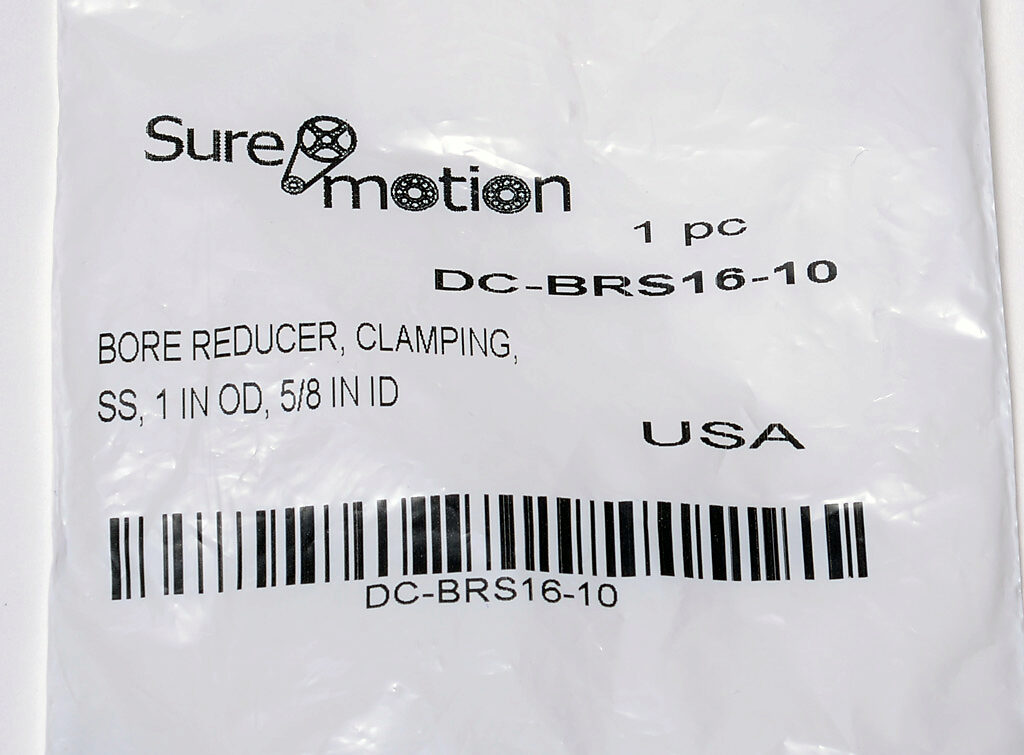 Sure motion
1 pc
DC-BRS16-10
BORE REDUCER, CLAMPING,
SS, 1 IN OD, 5/8 IN ID
USA
DC-BRS16-10